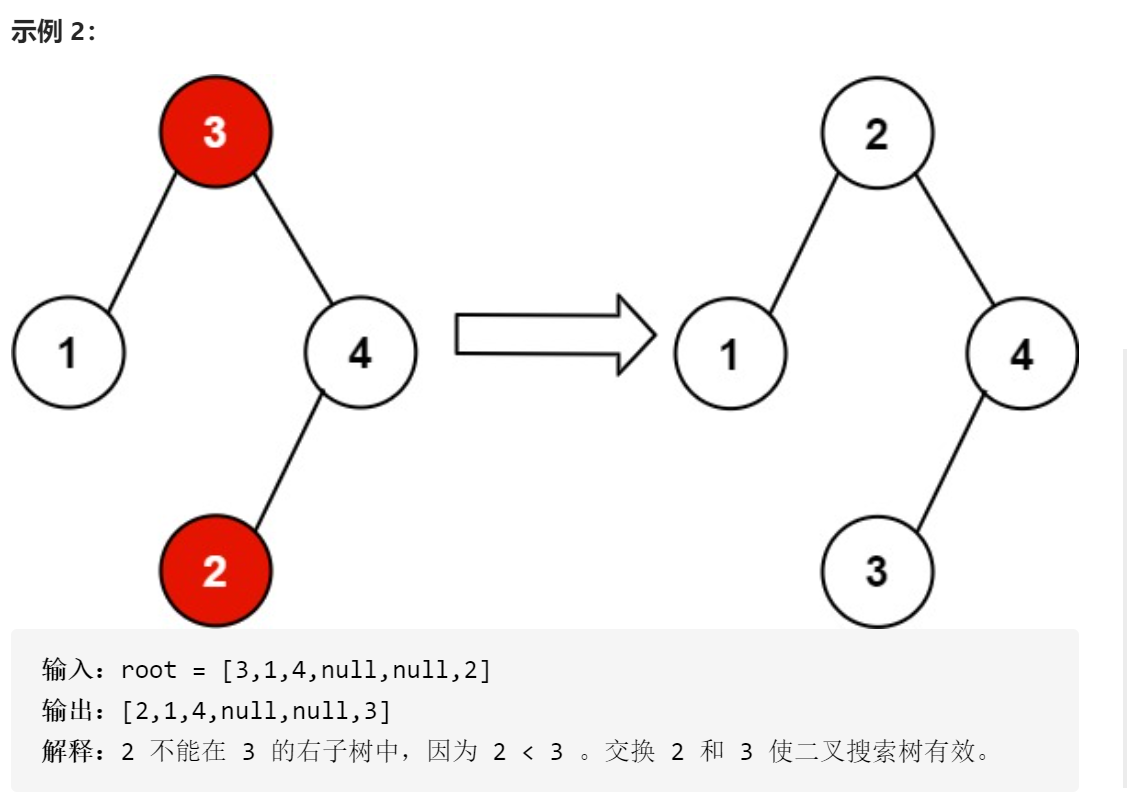 示例 2：
3
2
1
4
1
4
2
3
输入：root = [3,1,4,null,null,2]
输出：[2,1,4,null,null,3]
解释：2 不能在 3 的右子树中，因为 2 < 3 。交换 2 和 3 使二叉搜索树有效。